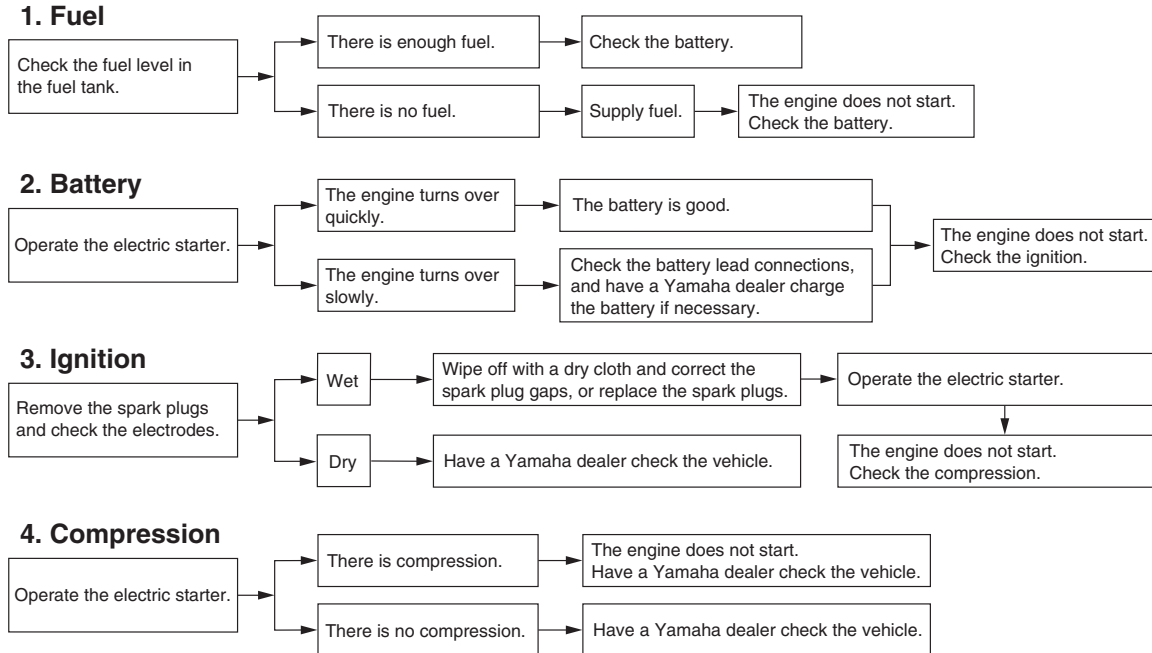 1. Fuel
Check the fuel level in
the fuel tank.
There is enough fuel.
Check the battery.
There is no fuel.
Supply fuel.
The engine does not start.
Check the battery.
2. Battery
Operate the electric starter.
The engine turns over
quickly.
The battery is good.
The engine turns over
slowly.
Check the battery lead connections,
and have a Yamaha dealer charge
the battery if necessary.
The engine does not start.
Check the ignition.
3. Ignition
Remove the spark plugs
and check the electrodes.
Wet
Wipe off with a dry cloth and correct the
spark plug gaps, or replace the spark plugs.
Operate the electric starter.
The engine does not start.
Check the compression.
Dry
Have a Yamaha dealer check the vehicle.
4. Compression
Operate the electric starter.
There is compression.
The engine does not start.
Have a Yamaha dealer check the vehicle.
There is no compression.
Have a Yamaha dealer check the vehicle.